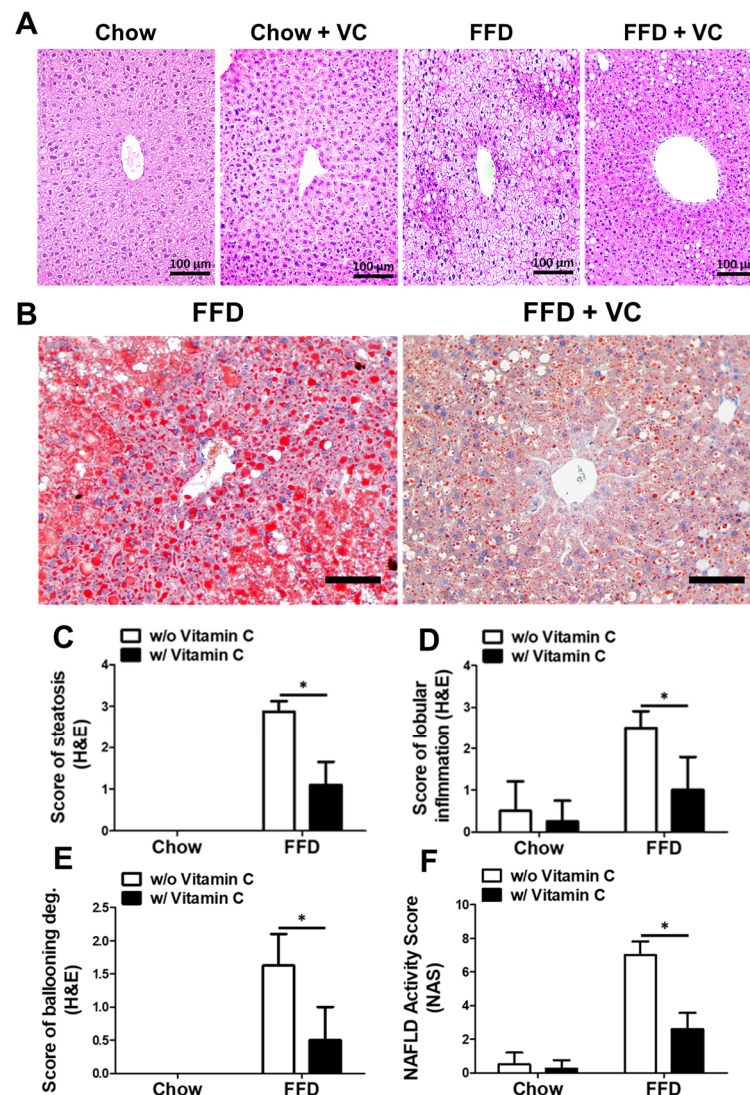 A
Chow
Chow + VC
FFD
FFD + VC
100 µm
100 µm
100 µm
100 µm
B
FFD
FFD + VC
C
w/o Vitamin C
w/ Vitamin C
Score of steatosis
(H&E)
4
3
2
1
0
*
Chow
FFD
D
w/o Vitamin C
w/ Vitamin C
Score of lobular
inflmmation (H&E)
4
3
2
1
0
*
Chow
FFD
E
w/o Vitamin C
w/ Vitamin C
Score of ballooning deg.
(H&E)
2.5
2.0
1.5
1.0
0.5
0.0
*
Chow
FFD
F
w/o Vitamin C
w/ Vitamin C
NAFLD Activity Score
(NAS)
10
8
6
4
2
0
*
Chow
FFD